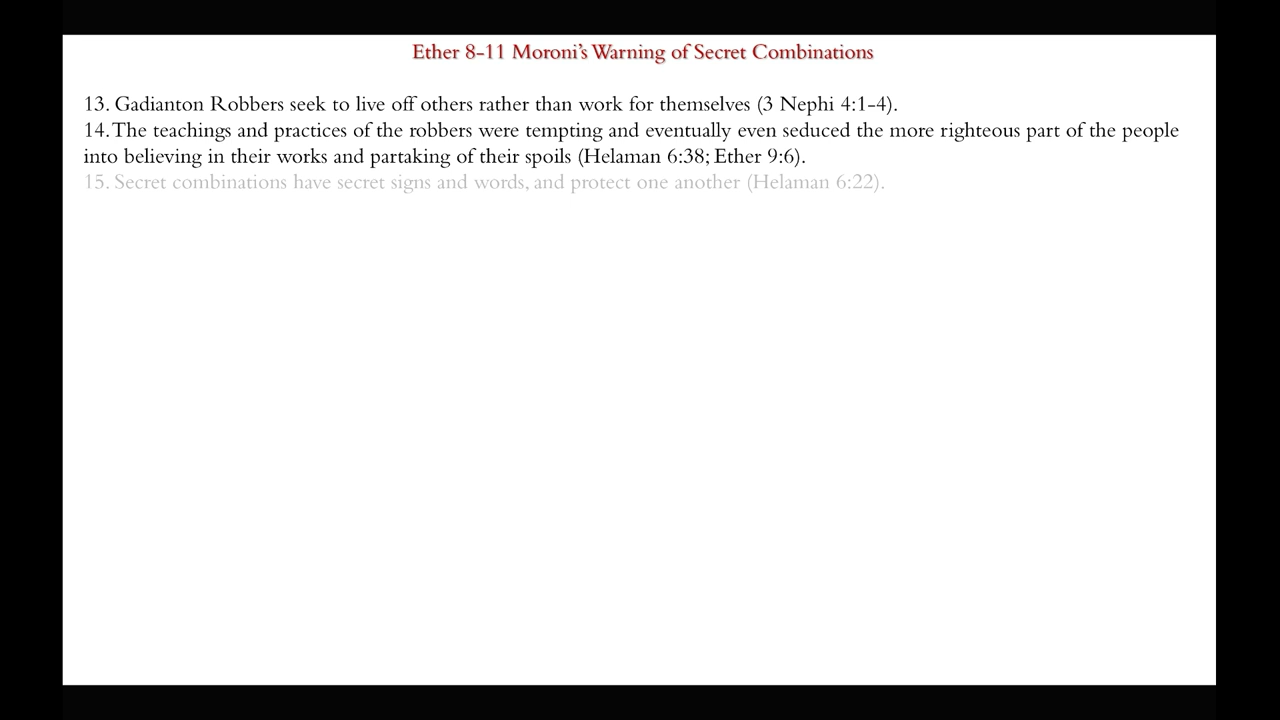 Ether 8-11 Moroni's Warning of Secret Combinations
13. Gadianton Robbers seek to live off others rather than work for themselves (3 Nephi 4:1-4).
14. The teachings and practices of the robbers were tempting and eventually even seduced the more righteous part of the people
into believing in their works and partaking of their spoils (Helaman 6:38; Ether 9:6).
15. Secret combinations have secret signs and words, and protect one another (Helaman 6:22).